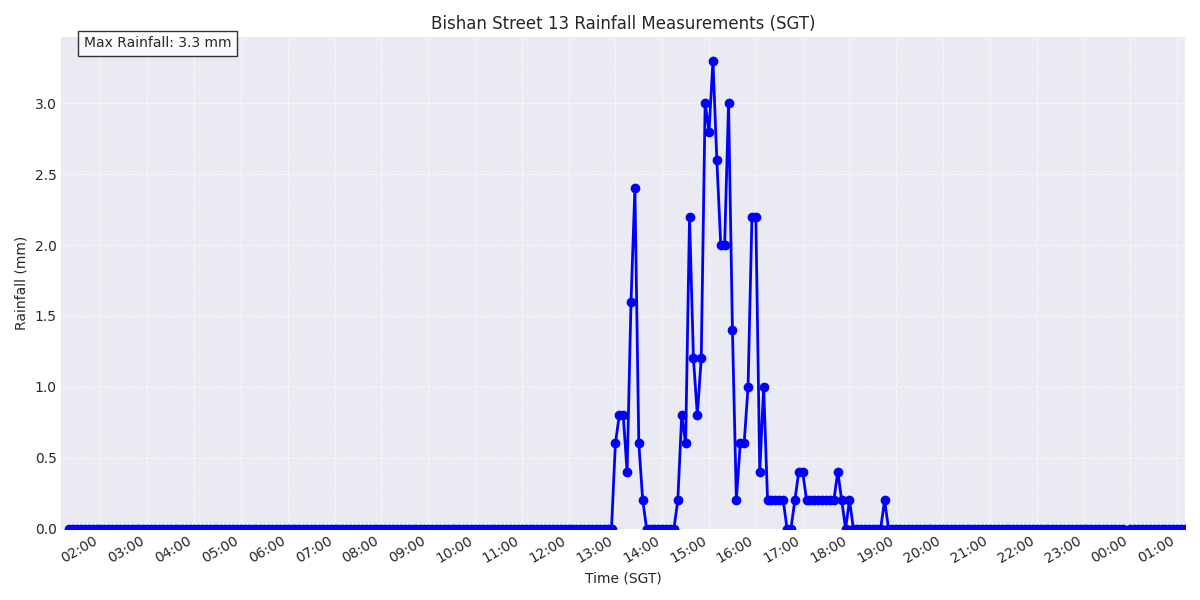 Bishan Street 13 Rainfall Measurements (SGT)
Max Rainfall: 3.3 mm
Rainfall (mm)
3.0
2.5
2.0
1.5
1.0
0.5
0.0
02:00 03:00 04:00 05:00 06:00 07:00 08:00 09:00 10:00 11:00 12:00 13:00 14:00 15:00 16:00 17:00 18:00 19:00 20:00 21:00 22:00 23:00 00:00 01:00
Time (SGT)